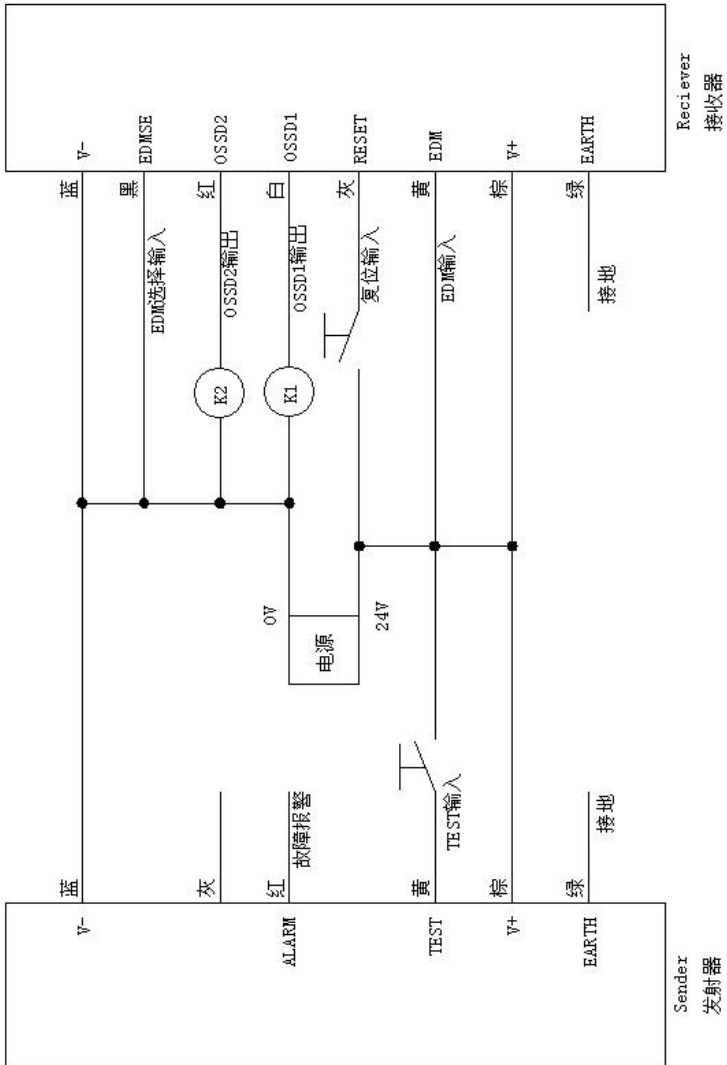 Reciever
接收器
V-
EDMSE
OSSD2
OSSD1
RESET
EDM
V+
EARTH
蓝
黑
红
白
灰
黄
棕
绿
EDM选择输入
OSSD2输出
OSSD1输出
复位输入
EDM输入
接地
K2
K1
0V
24V
电源
故障报警
TEST输入
接地
蓝
灰
红
黄
棕
绿
V-
ALARM
TEST
V+
EARTH
Sender
发射器